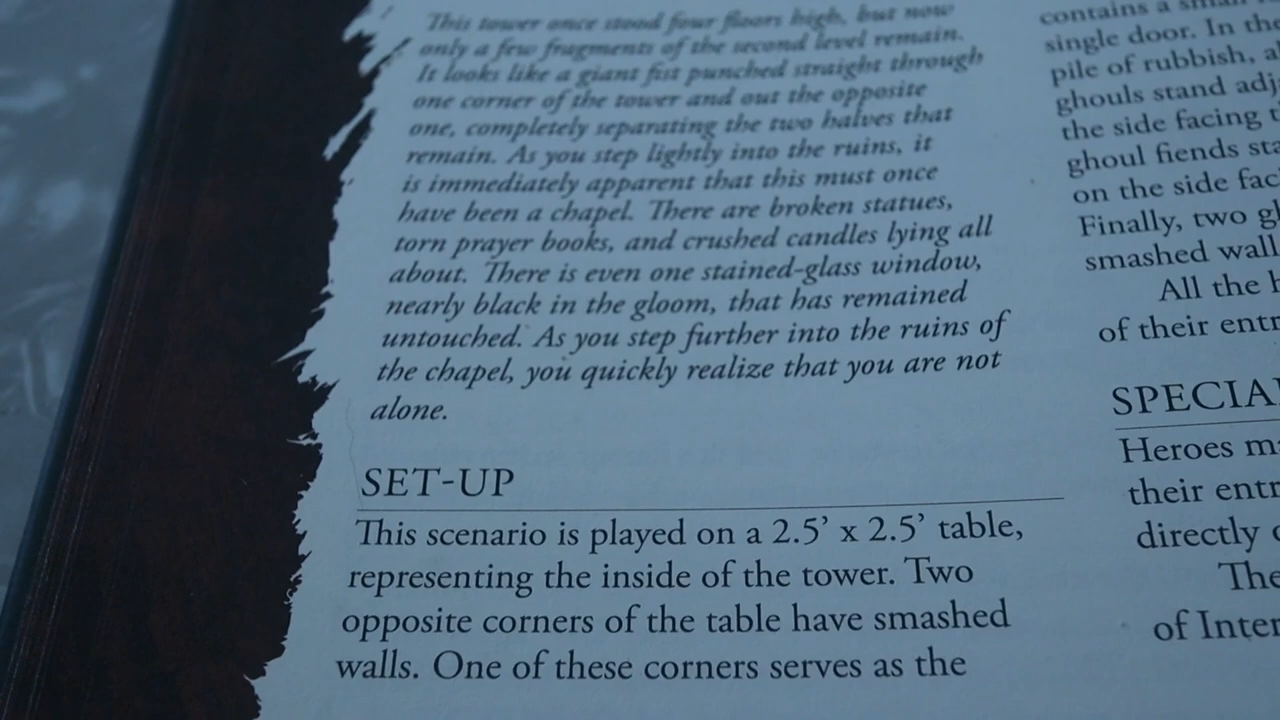 This tower once stood four floors high, but now
only a few fragments of the second level remain.
It looks like a giant fist punched straight through
one corner of the tower and out the opposite
one, completely separating the two halves that
remain. As you step lightly into the ruins, it
is immediately apparent that this must once
have been a chapel. There are broken statues,
torn prayer books, and crushed candles lying all
about. There is even one stained-glass window,
nearly black in the gloom, that has remained
untouched. As you step further into the ruins of
the chapel, you quickly realize that you are not
alone.
SET-UP
This scenario is played on a 2.5’ x 2.5’ table,
representing the inside of the tower. Two
opposite corners of the table have smashed
walls. One of these corners serves as the
contains a small
single door. In the
pile of rubbish,
ghouls stand
the side facing
ghoul fiends
on the side
Finally, two
smashed wall
All the
of their
SPECIA
Heroes
their
directly
The
of